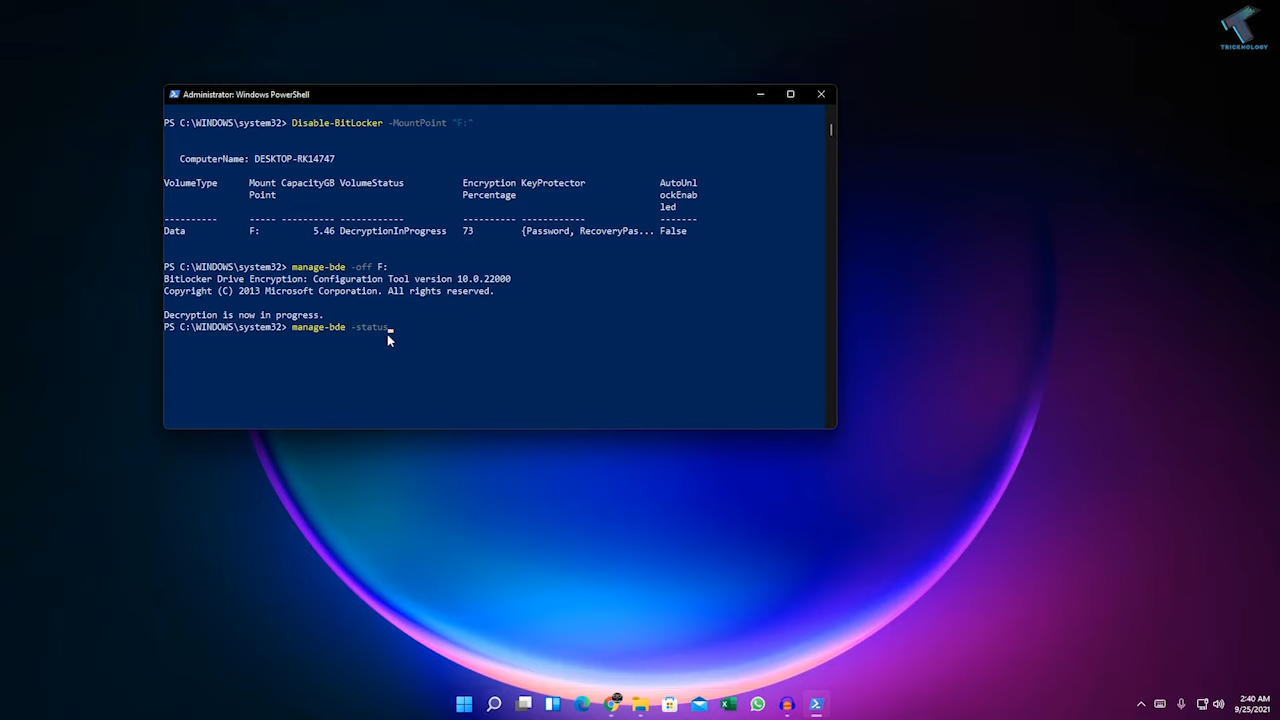 TRICKNOLOGY
Administrator: Windows PowerShell
PS C:\WINDOWS\system32> Disable-BitLocker -MountPoint "F:"
ComputerName: DESKTOP-RK14747
VolumeType Mount CapacityGB VolumeStatus Encryption KeyProtector AutoUnl
Point Percentage ockEnab
led
---------- ----- ---------- ------------ ---------- ------------ -------
Data F: 5.46 DecryptionInProgress 73 {Password, RecoveryPas... False
PS C:\WINDOWS\system32> manage-bde -off F:
BitLocker Drive Encryption: Configuration Tool version 10.0.22000
Copyright (C) 2013 Microsoft Corporation. All rights reserved.
Decryption is now in progress.
PS C:\WINDOWS\system32> manage-bde -status
2:40 AM
9/25/2021